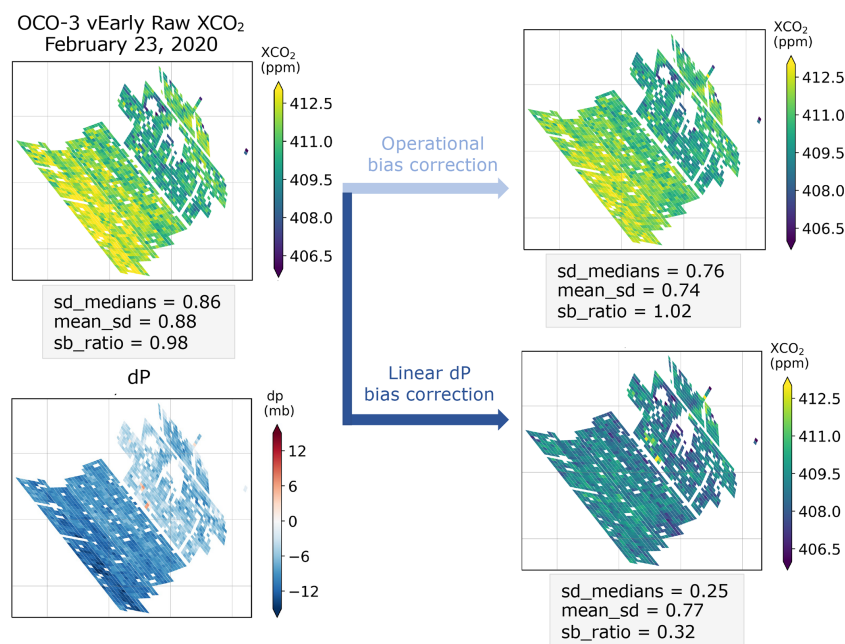 OCO-3 vEarly Raw XCO₂
February 23, 2020
XCO₂
(ppm)
412.5
411.0
409.5
408.0
406.5
sd_medians = 0.86
mean_sd = 0.88
sb_ratio = 0.98
Operational
bias correction
XCO₂
(ppm)
412.5
411.0
409.5
408.0
406.5
sd_medians = 0.76
mean_sd = 0.74
sb_ratio = 1.02
dP
dp
(mb)
12
6
0
−6
−12
Linear dP
bias correction
XCO₂
(ppm)
412.5
411.0
409.5
408.0
406.5
sd_medians = 0.25
mean_sd = 0.77
sb_ratio = 0.32